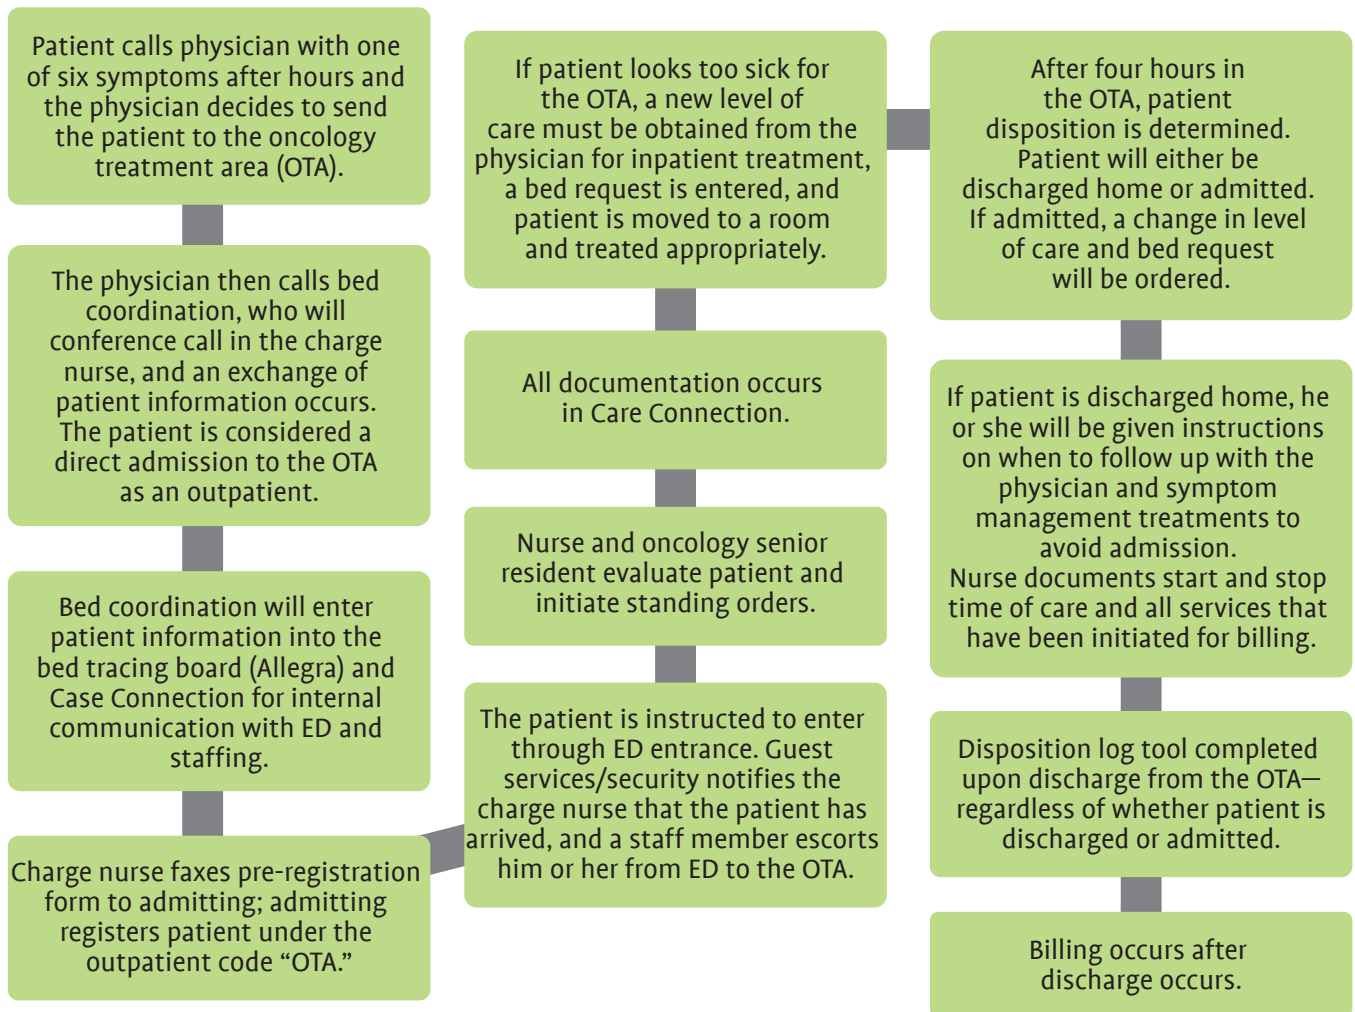 Patient calls physician with one
of six symptoms after hours and
the physician decides to send
the patient to the oncology
treatment area (OTA).
The physician then calls bed
coordination, who will
conference call in the charge
nurse, and an exchange of
patient information occurs.
The patient is considered a
direct admission to the OTA
as an outpatient.
Bed coordination will enter
patient information into the
bed tracing board (Allegra) and
Case Connection for internal
communication with ED and
staffing.
Charge nurse faxes pre-registration
form to admitting; admitting
registers patient under the
outpatient code “OTA.”
The patient is instructed to enter
through ED entrance. Guest
services/security notifies the
charge nurse that the patient has
arrived, and a staff member escorts
him or her from ED to the OTA.
Nurse and oncology senior
resident evaluate patient and
initiate standing orders.
All documentation occurs
in Care Connection.
If patient looks too sick for
the OTA, a new level of
care must be obtained from the
physician for inpatient treatment,
a bed request is entered, and
patient is moved to a room
and treated appropriately.
After four hours in
the OTA, patient
disposition is determined.
Patient will either be
discharged home or admitted.
If admitted, a change in level
of care and bed request
will be ordered.
If patient is discharged home, he
or she will be given instructions
on when to follow up with the
physician and symptom
management treatments to
avoid admission.
Nurse documents start and stop
time of care and all services that
have been initiated for billing.
Disposition log tool completed
upon discharge from the OTA—
regardless of whether patient is
discharged or admitted.
Billing occurs after
discharge occurs.